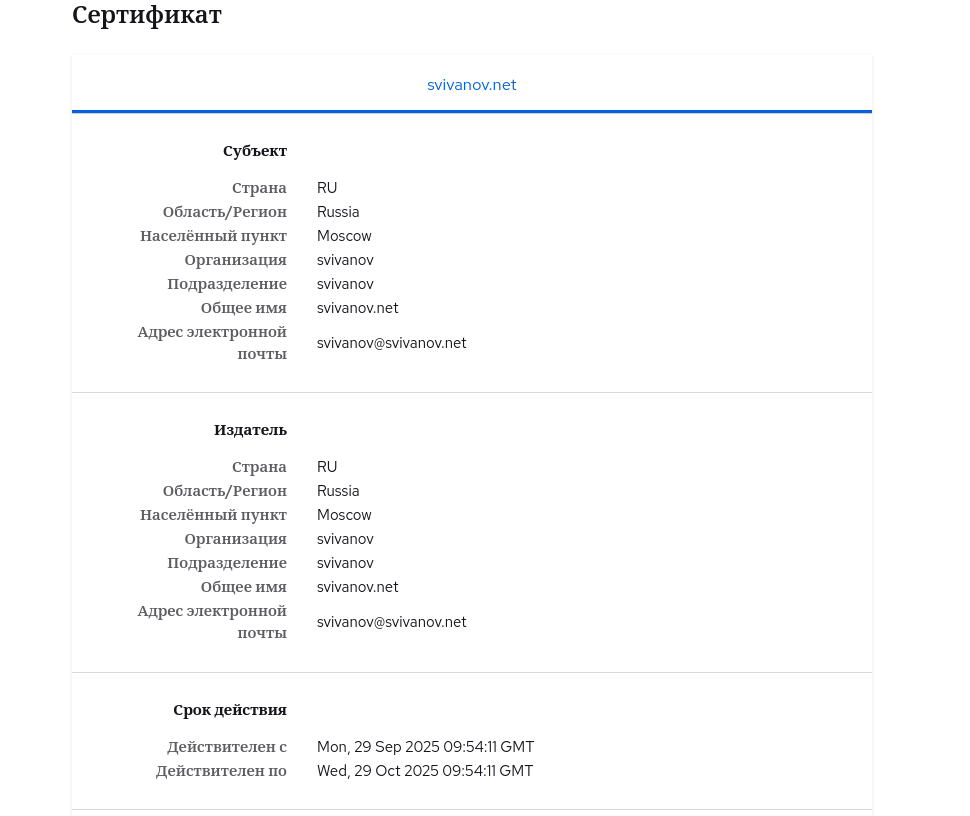 Сертификат
svivanov.net
Субъект
Страна RU
Область/Регион Russia
Населённый пункт Moscow
Организация svivanov
Подразделение svivanov
Общее имя svivanov.net
Адрес электронной
почты svivanov@svivanov.net
Издатель
Страна RU
Область/Регион Russia
Населённый пункт Moscow
Организация svivanov
Подразделение svivanov
Общее имя svivanov.net
Адрес электронной
почты svivanov@svivanov.net
Срок действия
Действителен с Mon, 29 Sep 2025 09:54:11 GMT
Действителен по Wed, 29 Oct 2025 09:54:11 GMT